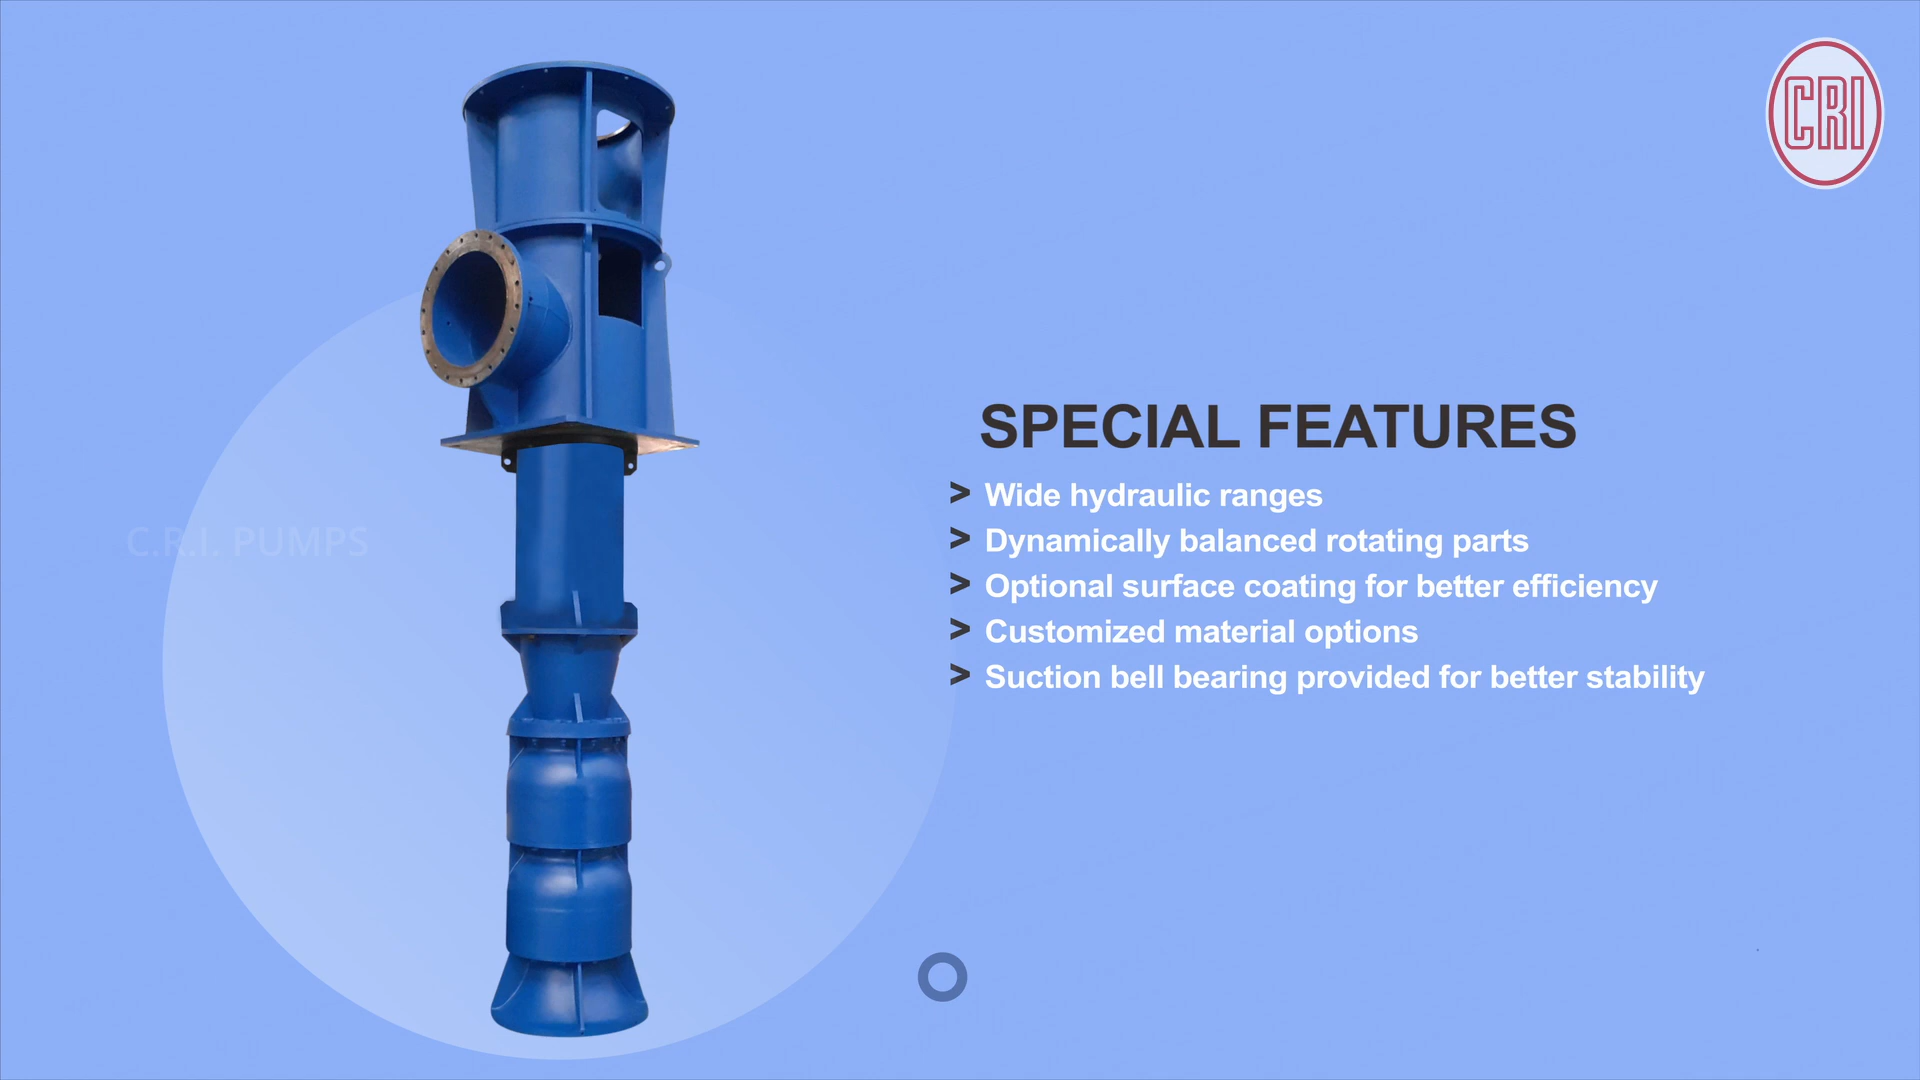 CRI
SPECIAL FEATURES
> Wide hydraulic ranges
> Dynamically balanced rotating parts
> Optional surface coating for better efficiency
> Customized material options
> Suction bell bearing provided for better stability
C.R.I. PUMPS